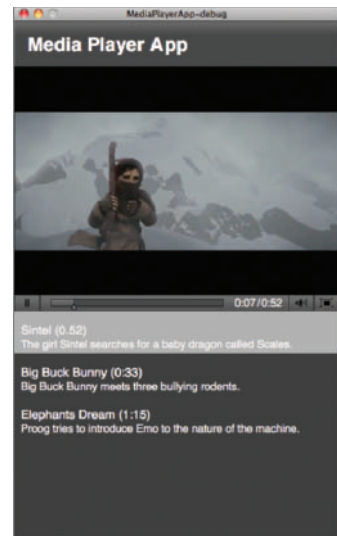 MediaPlayerApp-debug
Media Player App
0:07/0:52
Sintel (0.52)
The girl Sintel searches for a baby dragon called Scales.
Big Buck Bunny (0:33)
Big Buck Bunny meets three bullying rodents.
Elephants Dream (1:15)
Proog tries to introduce Emo to the nature of the machine.